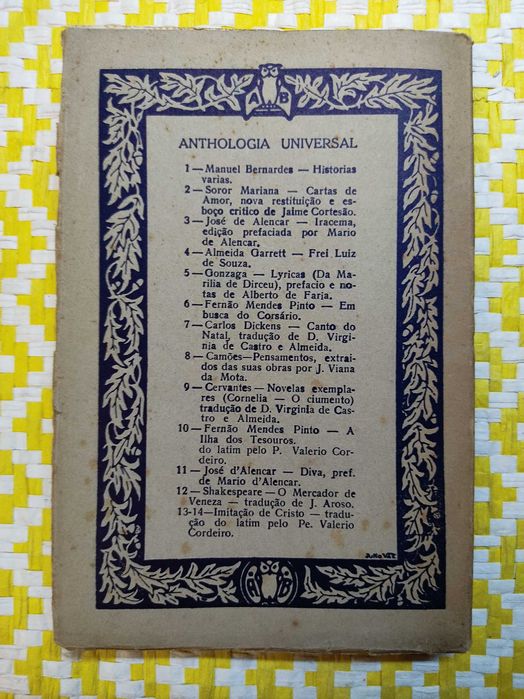 A B
ANTHOLOGIA UNIVERSAL
1—Manuel Bernardes — Historias
varias.
2—Soror Mariana — Cartas de
Amor, nova restituição e es-
boço critico de Jaime Cortesão.
3—José de Alencar — Iracema,
edição prefaciada por Mario
de Alencar.
4—Almeida Garrett — Frei Luiz
de Souza.
5—Gonzaga — Lyricas (Da Ma-
rilia de Dirceu), prefacio e no-
tas de Alberto de Faria.
6—Fernão Mendes Pinto — Em
busca do Corsário.
7—Carlos Dickens — Canto do
Natal, tradução de D. Virgi-
nia de Castro e Almeida.
8—Camões—Pensamentos, extrai-
dos das suas obras por J. Viana
da Mota.
9—Cervantes—Novelas exempla-
res (Cornelia — O ciumento)
tradução de D. Virginia de Cas-
tro e Almeida.
10—Fernão Mendes Pinto — A
Ilha dos Tesouros.
do latim pelo P. Valerio Cor-
deiro.
11—José d'Alencar — Diva, pref.
de Mario d'Alencar.
12—Shakespeare—O Mercador de
Veneza — tradução de J. Aroso.
13-14—Imitação de Cristo — tradu-
ção do latim pelo Pe. Valerio
Cordeiro.
JULIO VAZ